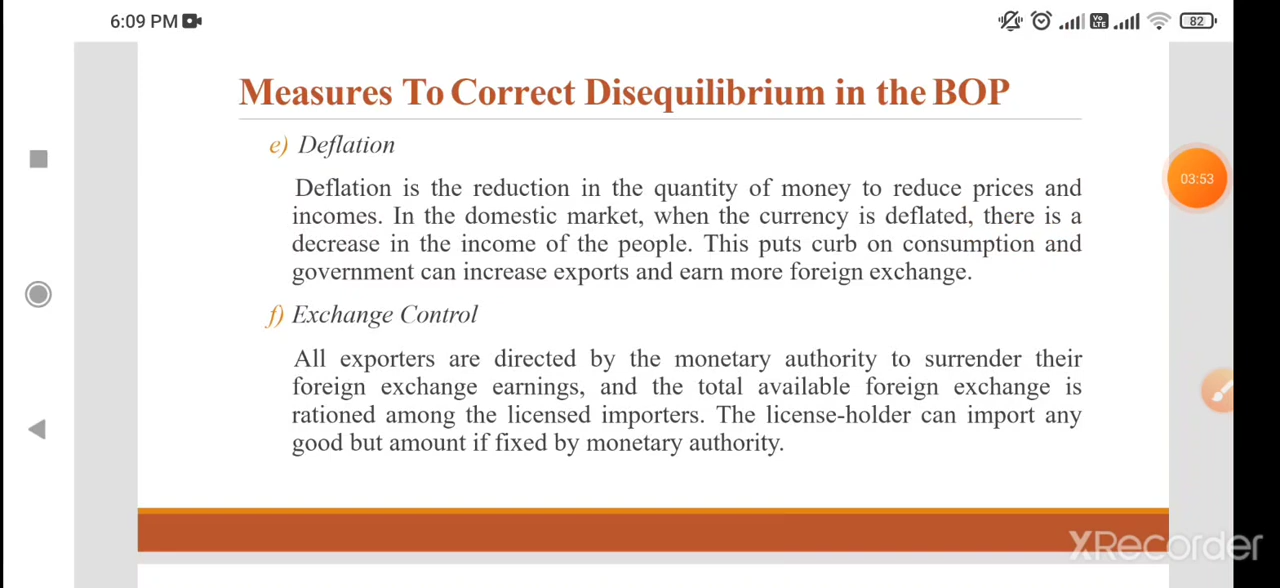 6:09 PM
Vo LTE
82
Measures To Correct Disequilibrium in the BOP
e) Deflation
03:53
Deflation is the reduction in the quantity of money to reduce prices and
incomes. In the domestic market, when the currency is deflated, there is a
decrease in the income of the people. This puts curb on consumption and
government can increase exports and earn more foreign exchange.
f) Exchange Control
All exporters are directed by the monetary authority to surrender their
foreign exchange earnings, and the total available foreign exchange is
rationed among the licensed importers. The license-holder can import any
good but amount if fixed by monetary authority.
XRecorder